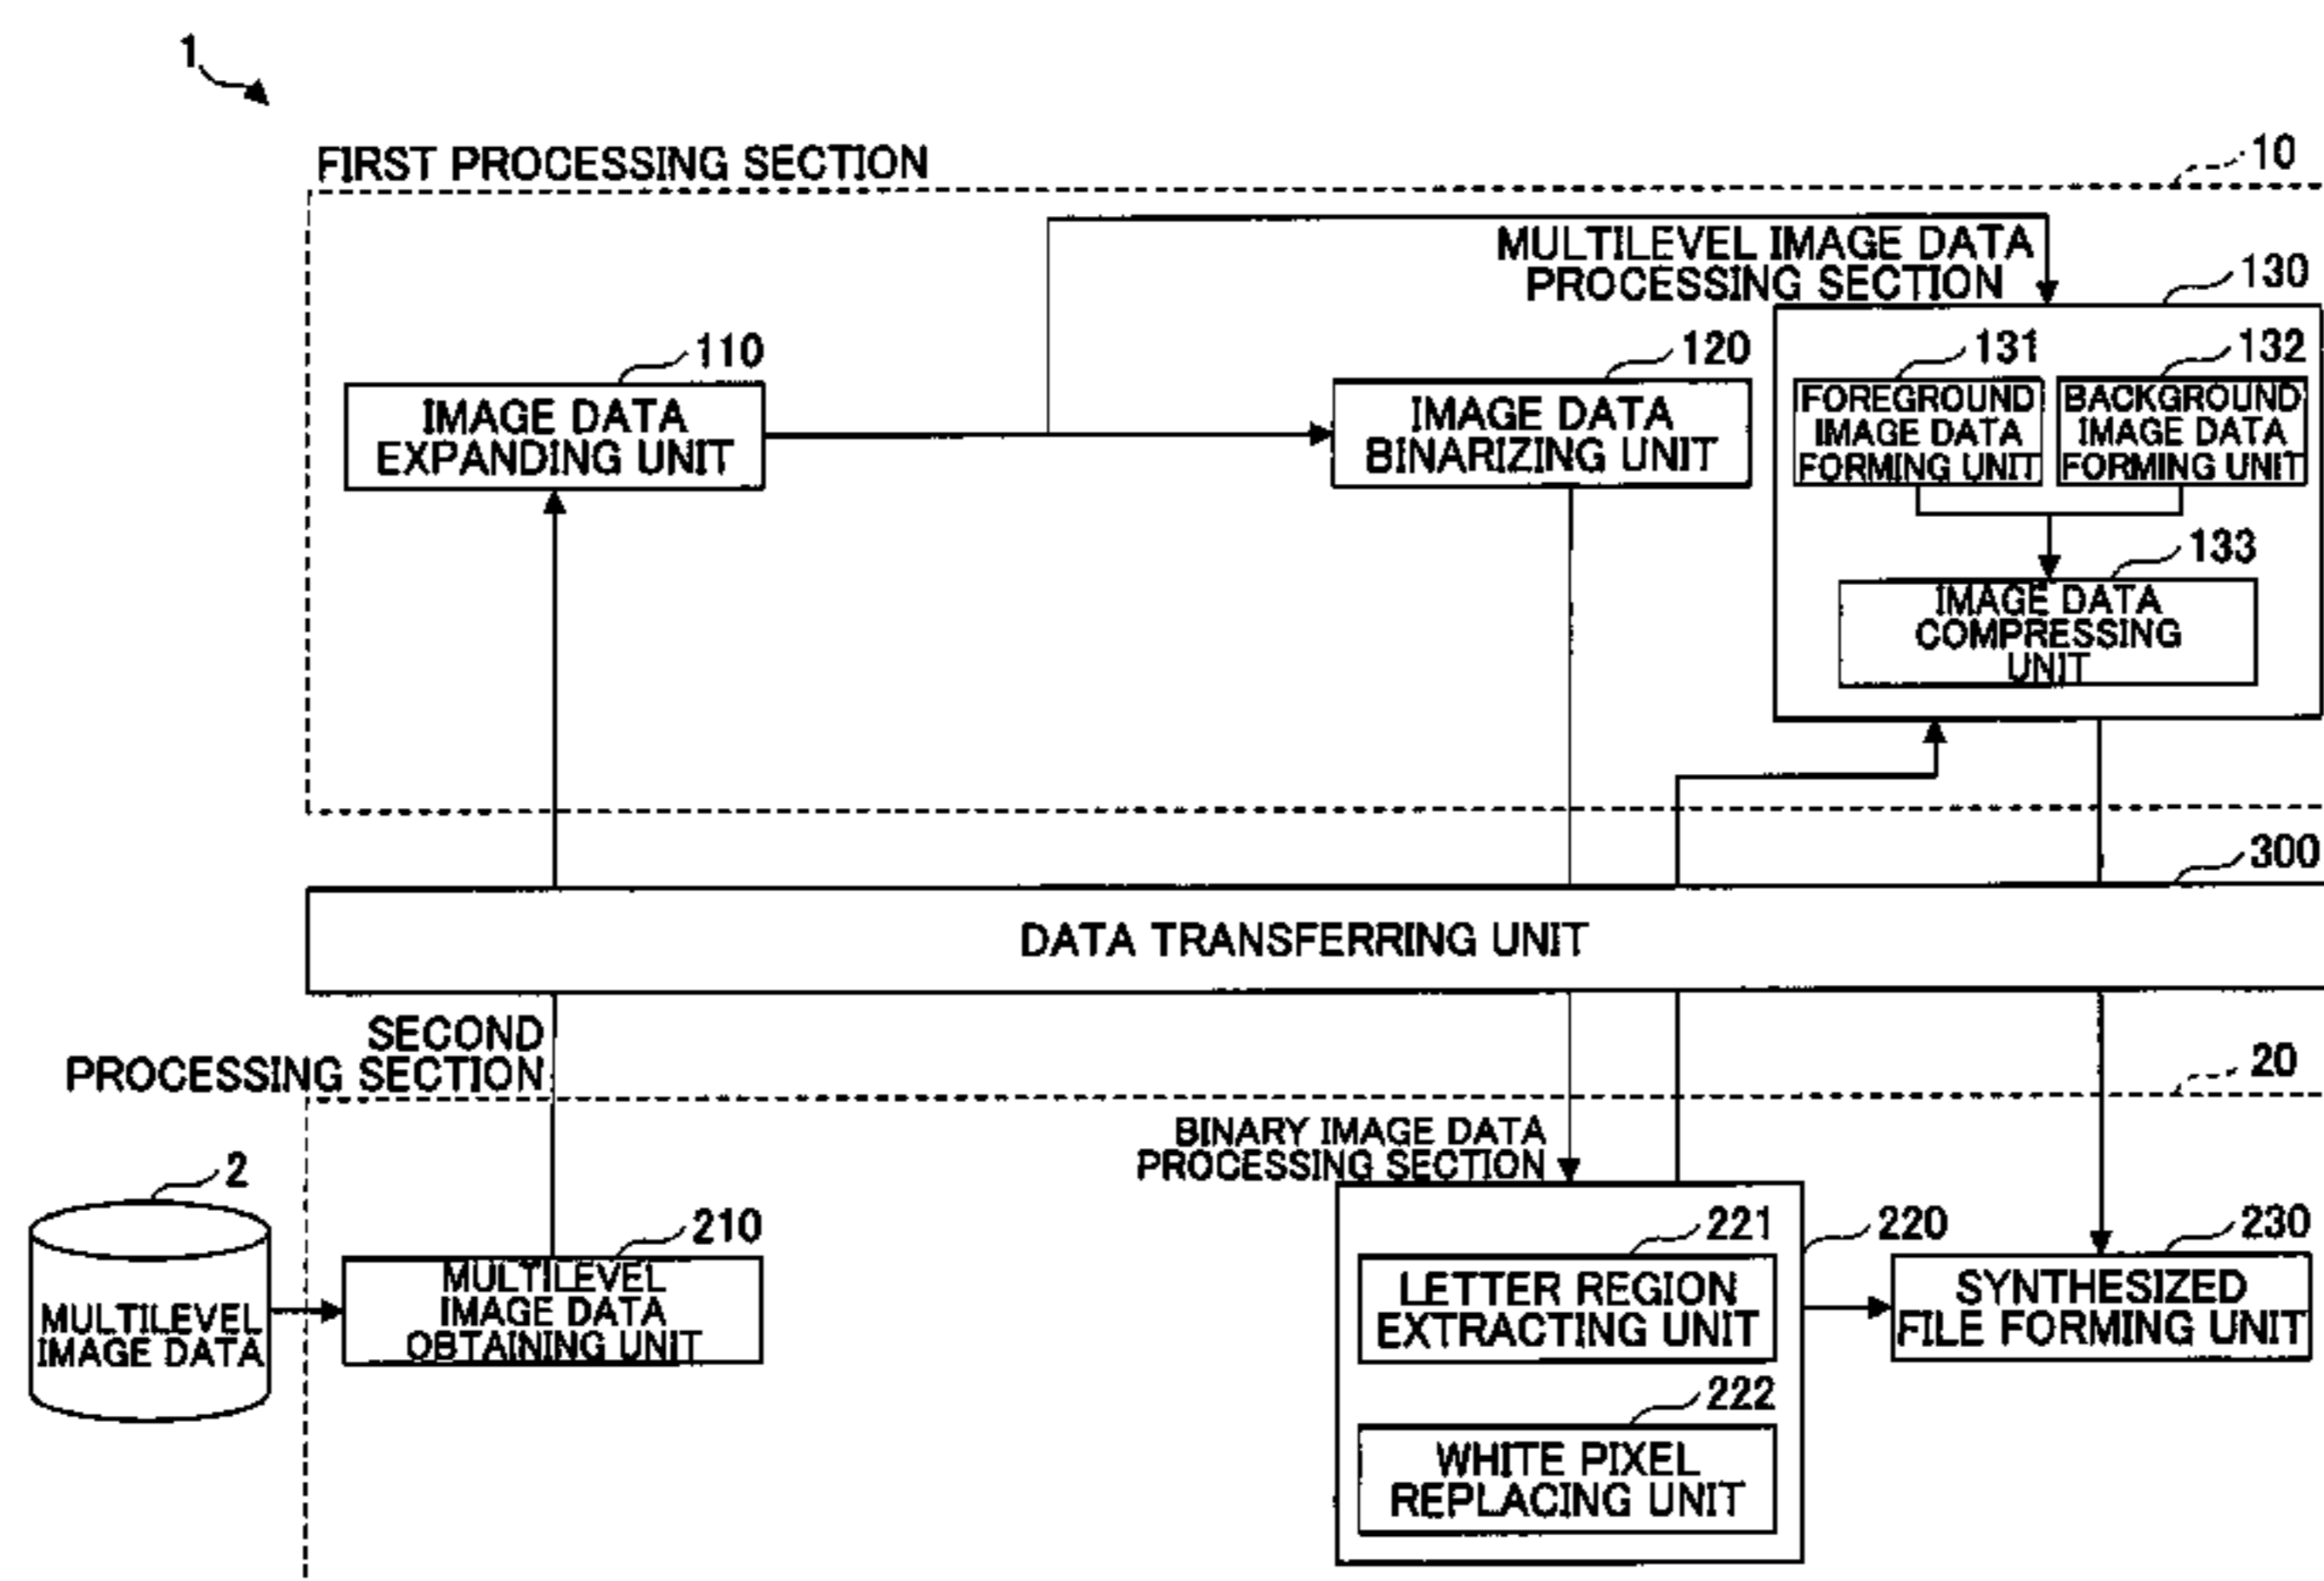 1
FIRST PROCESSING SECTION
10
MULTILEVEL IMAGE DATA
PROCESSING SECTION
130
110
120
131
132
IMAGE DATA
EXPANDING UNIT
IMAGE DATA
BINARIZING UNIT
FOREGROUND
IMAGE DATA
FORMING UNIT
BACKGROUND
IMAGE DATA
FORMING UNIT
133
IMAGE DATA
COMPRESSING
UNIT
300
DATA TRANSFERRING UNIT
SECOND
PROCESSING SECTION
20
BINARY IMAGE DATA
PROCESSING SECTION
2
MULTILEVEL
IMAGE DATA
210
MULTILEVEL
IMAGE DATA
OBTAINING UNIT
221
220
230
LETTER REGION
EXTRACTING UNIT
SYNTHESIZED
FILE FORMING UNIT
222
WHITE PIXEL
REPLACING UNIT